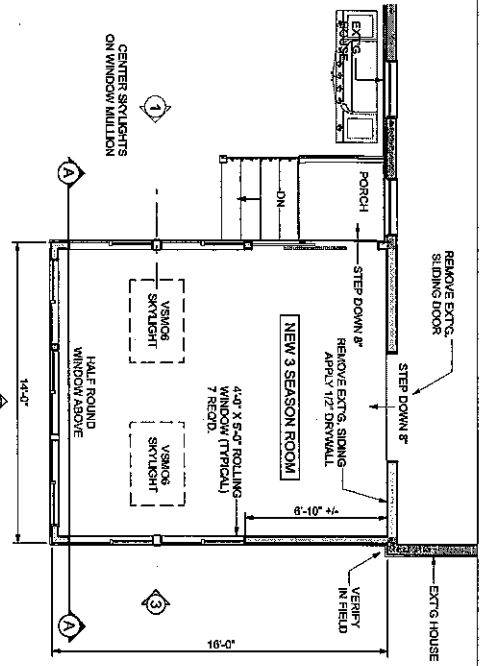 EXT'G.
HOUSE
REMOVE EXT'G.
SLIDING DOOR
PORCH
STEP DOWN 8"
STEP DOWN 8"
EXT'G HOUSE
REMOVE EXT'G. SIDING
APPLY 1/2" DRYWALL
VERIFY
IN FIELD
DN
NEW 3 SEASON ROOM
6'-10" +/-
4'-0" X 5'-0" ROLLING
WINDOW (TYPICAL)
7 REQ'D.
CENTER SKYLIGHTS
ON WINDOW MULLION
1
VSM06
SKYLIGHT
VSM06
SKYLIGHT
3
A
A
HALF ROUND
WINDOW ABOVE
14'-0"
16'-0"